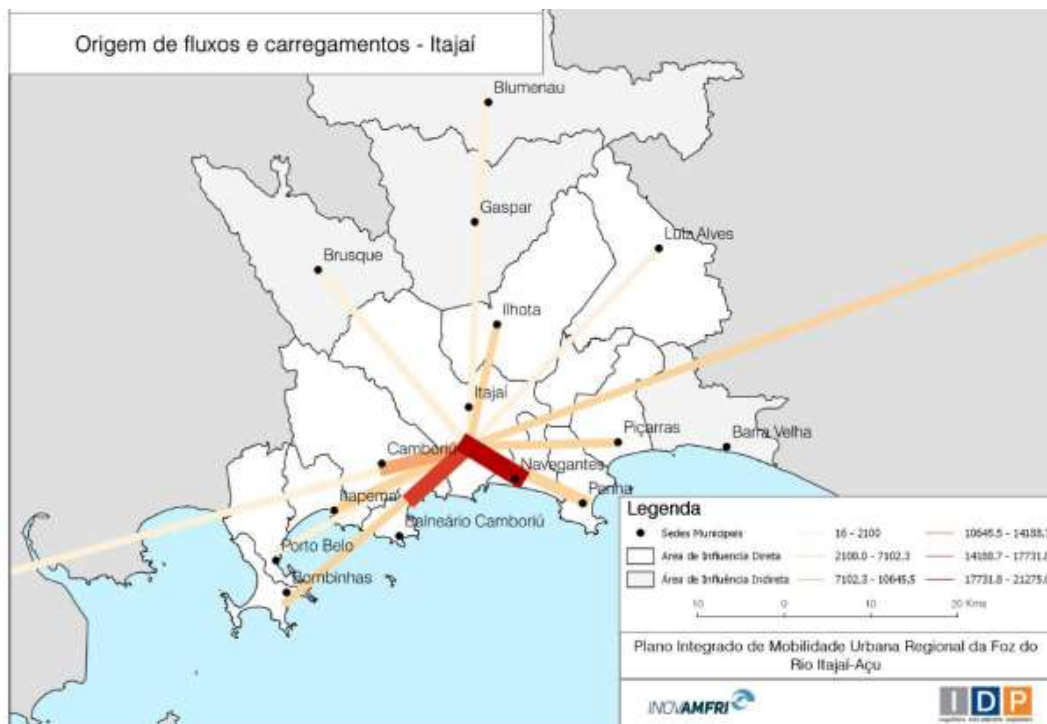 Origem de fluxos e carregamentos - Itajaí
Blumenau
Gaspar
Luiz Alves
Brusque
Ilhota
Itajaí
Piçarras
Barra Velha
Camboriú
Navegantes
Itapema
Penha
Balneário Camboriú
Porto Belo
Bombinhas
Legenda
Sedes Municipais
16 - 2100
10645.5 - 14188.7
Área de Influencia Direta
2100.0 - 7102.3
14188.7 - 17731.8
Área de Influência Indireta
7102.3 - 10645.5
17731.8 - 21275.0
10 0 10 20 Kms
Plano Integrado de Mobilidade Urbana Regional da Foz do
Rio Itajaí-Açu
INOVAMFRI
IDP